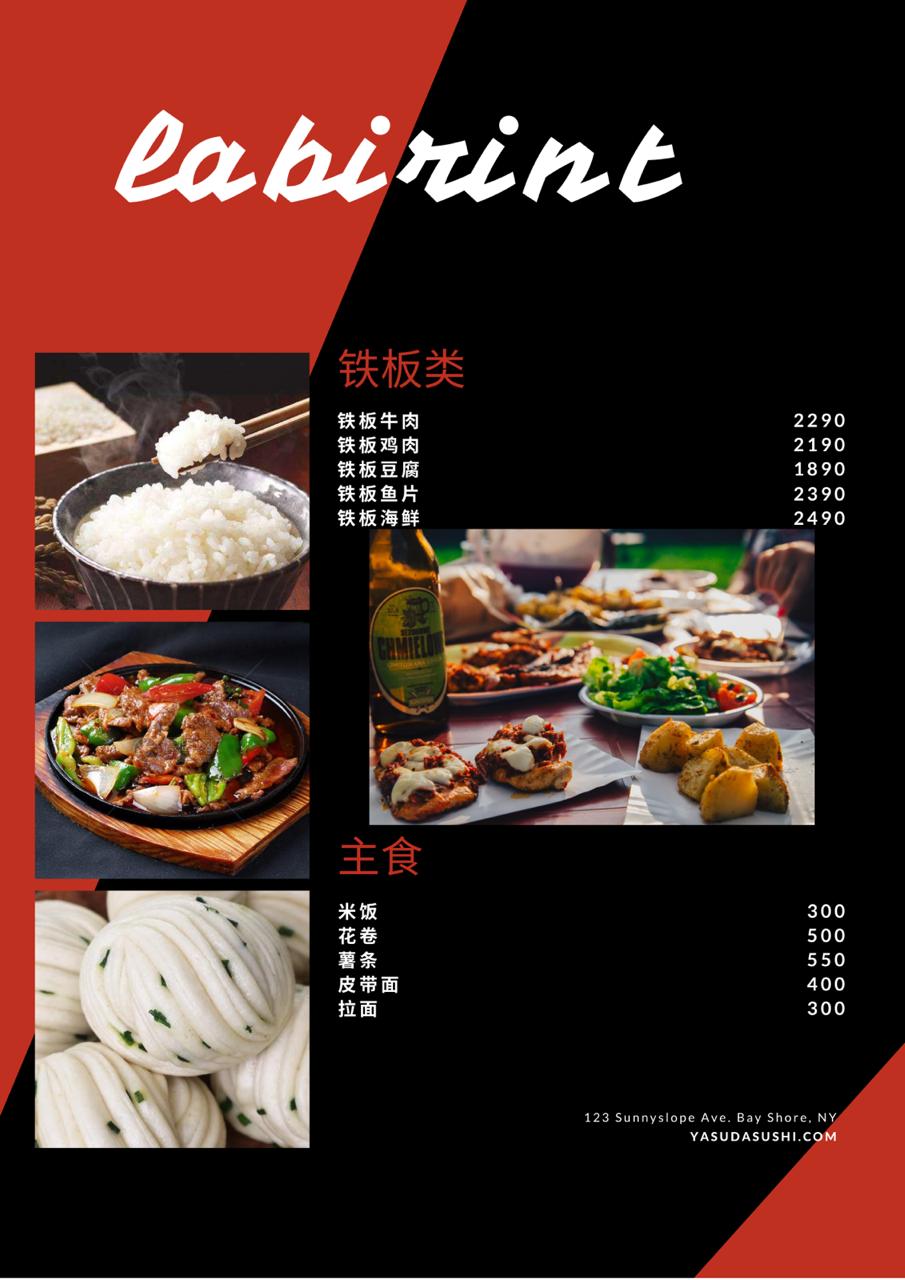 labirint
铁板类
铁板牛肉 2290
铁板鸡肉 2190
铁板豆腐 1890
铁板鱼片 2390
铁板海鲜 2490
主食
米饭 300
花卷 500
薯条 550
皮带面 400
拉面 300
123 Sunnyslope Ave. Bay Shore, NY
YASUDASUSHI.COM